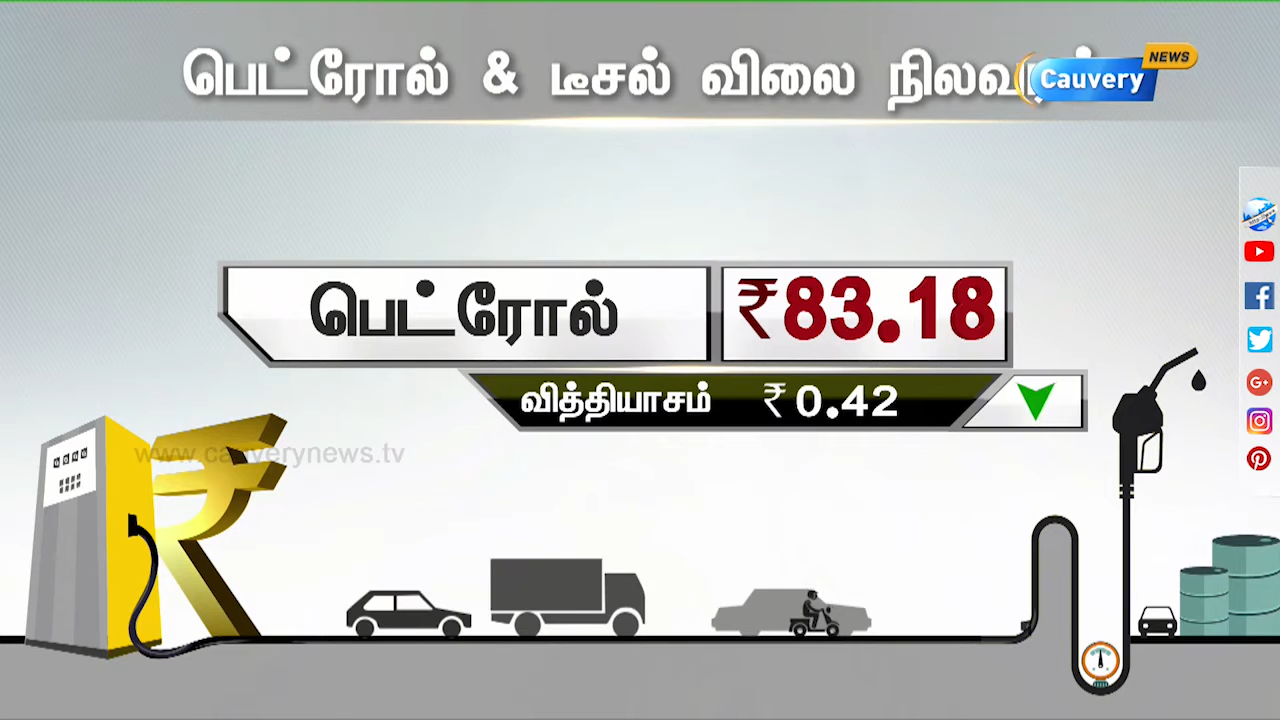 பெட்ரோல் & டீசல் விலை
NEWS
Cauvery
பெட்ரோல் ₹83.18
வித்தியாசம் ₹ 0.42
www.cauverynews.tv